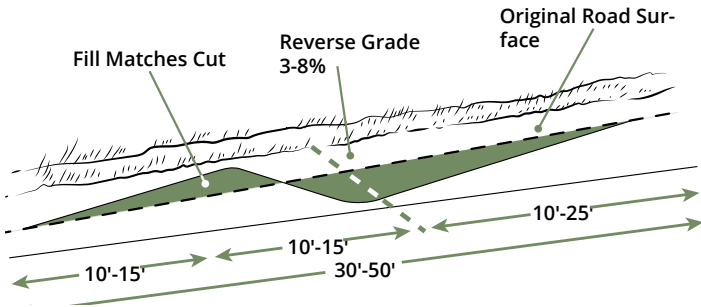 Original Road Sur-
face
Reverse Grade
3-8%
Fill Matches Cut
10'-25'
10'-15'
10'-15'
30'-50'